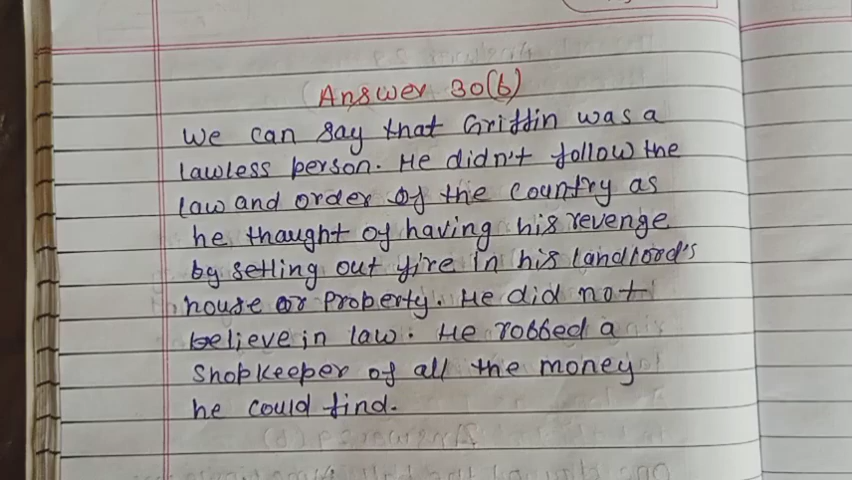 Answer 30(b)
We can say that Griffin was a
lawless person. He didn't follow the
law and order of the country as
he thaught of having his revenge
by setting out fire in his landlood's
house or Property. He did not
believe in law. He robbed a
Shopkeeper of all the money
he could find.